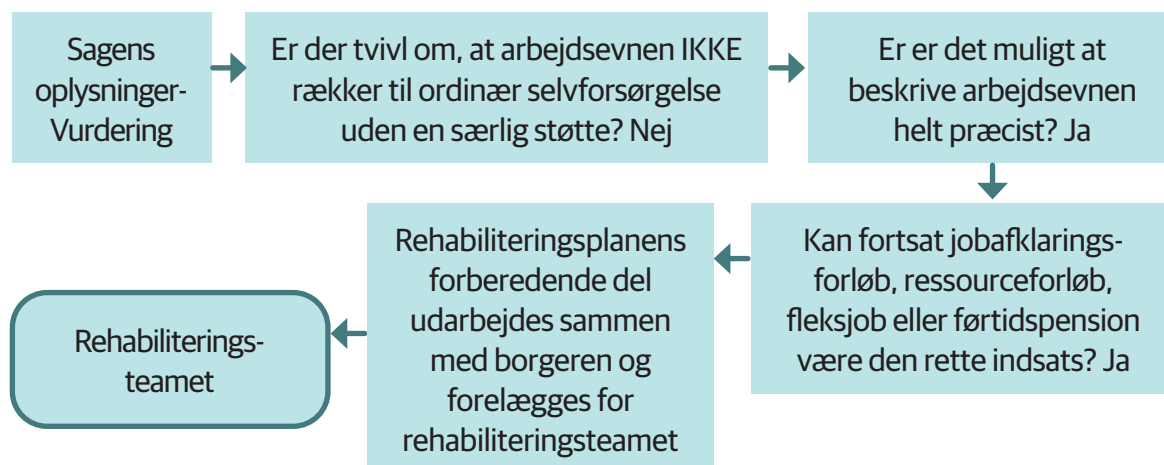 Sagens
oplysninger-
Vurdering
Er der tvivl om, at arbejdsevnen IKKE
rækker til ordinær selvforsørgelse
uden en særlig støtte? Nej
Er er det muligt at
beskrive arbejdsevnen
helt præcist? Ja
Kan fortsat jobafklarings-
forløb, ressourceforløb,
fleksjob eller førtidspension
være den rette indsats? Ja
Rehabiliteringsplanens
forberedende del
udarbejdes sammen
med borgeren og
forelægges for
rehabiliteringsteamet
Rehabiliterings-
teamet